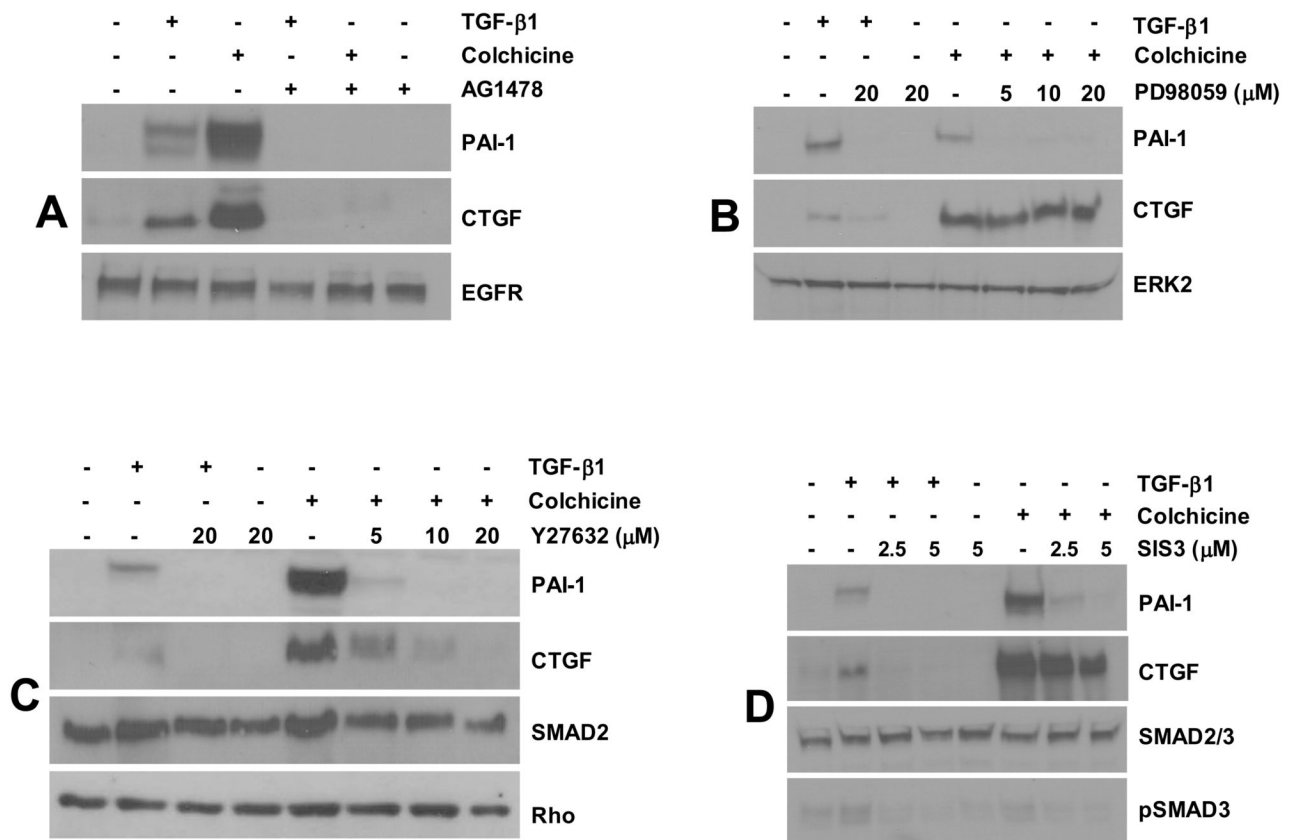 - + - + - - TGF-β1
- - + - + - Colchicine
- - - + + + AG1478
PAI-1
A
CTGF
EGFR
- + + - - - - - TGF-β1
- - - - + + + + Colchicine
- - 20 20 - 5 10 20 PD98059 (μM)
PAI-1
B
CTGF
ERK2
- + + - - - - - TGF-β1
- - - - + + + + Colchicine
- - 20 20 - 5 10 20 Y27632 (μM)
PAI-1
CTGF
C
SMAD2
Rho
- + + + - - - - TGF-β1
- - - - - + + + Colchicine
- - 2.5 5 5 - 2.5 5 SIS3 (μM)
PAI-1
CTGF
D
SMAD2/3
pSMAD3